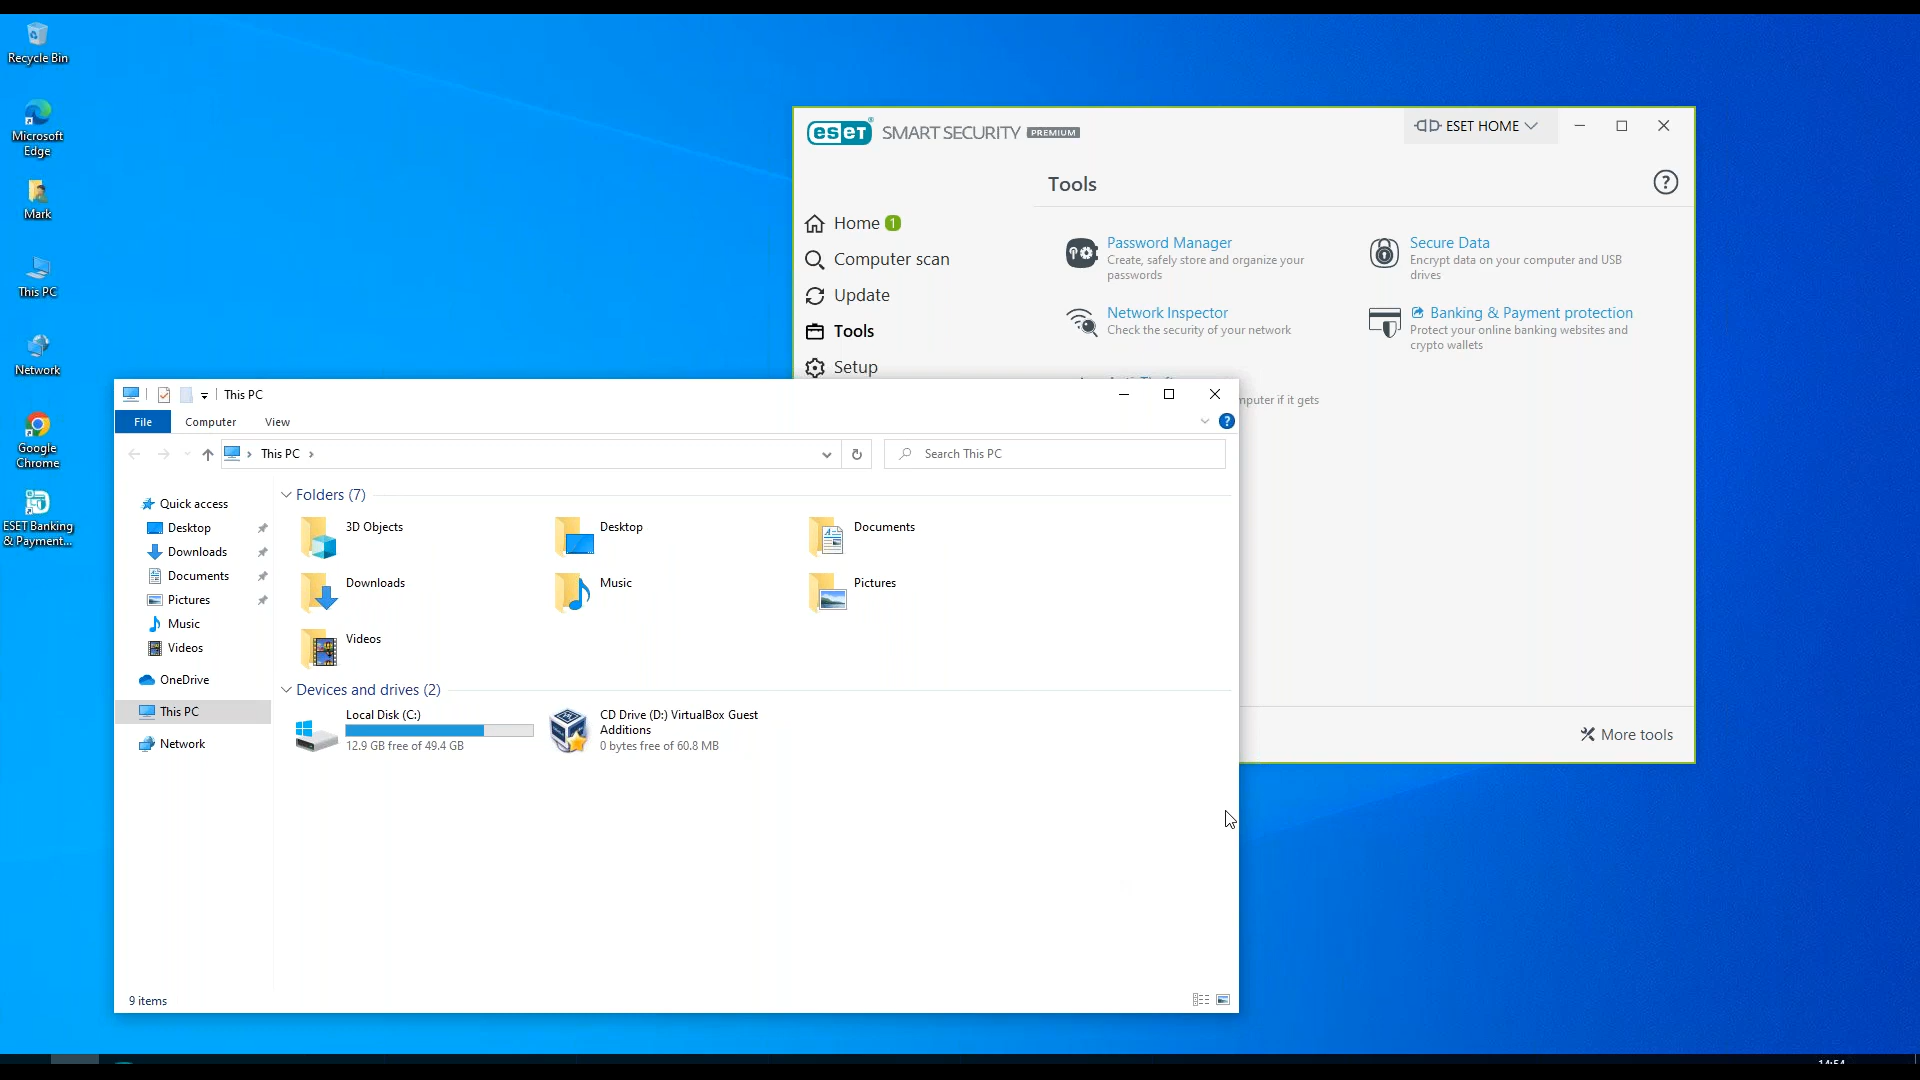 Recycle Bin
Microsoft
Edge
Mark
This PC
Network
Google
Chrome
ESET Banking
& Payment...
eseT SMART SECURITY PREMIUM
ESET HOME
Tools
Home 1
Computer scan
Update
Tools
Setup
Password Manager
Create, safely store and organize your
passwords
Secure Data
Encrypt data on your computer and USB
drives
Network Inspector
Check the security of your network
Banking & Payment protection
Protect your online banking websites and
crypto wallets
mputer if it gets
More tools
This PC
File
Computer
View
This PC
Search This PC
Quick access
Desktop
Downloads
Documents
Pictures
Music
Videos
OneDrive
This PC
Network
Folders (7)
3D Objects
Desktop
Documents
Downloads
Music
Pictures
Videos
Devices and drives (2)
Local Disk (C:)
12.9 GB free of 49.4 GB
CD Drive (D:) VirtualBox Guest
Additions
0 bytes free of 60.8 MB
9 items